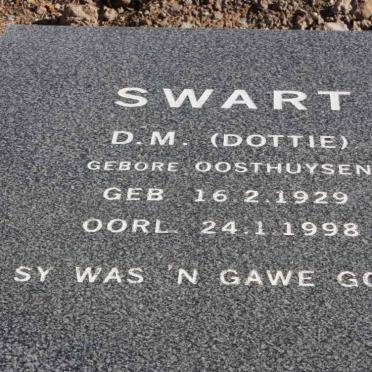 SWART
D.M. (DOTTIE)
GEBORE OOSTHUYSEN
GEB 16.2.1929
OORL 24.1.1998
SY WAS 'N GAWE